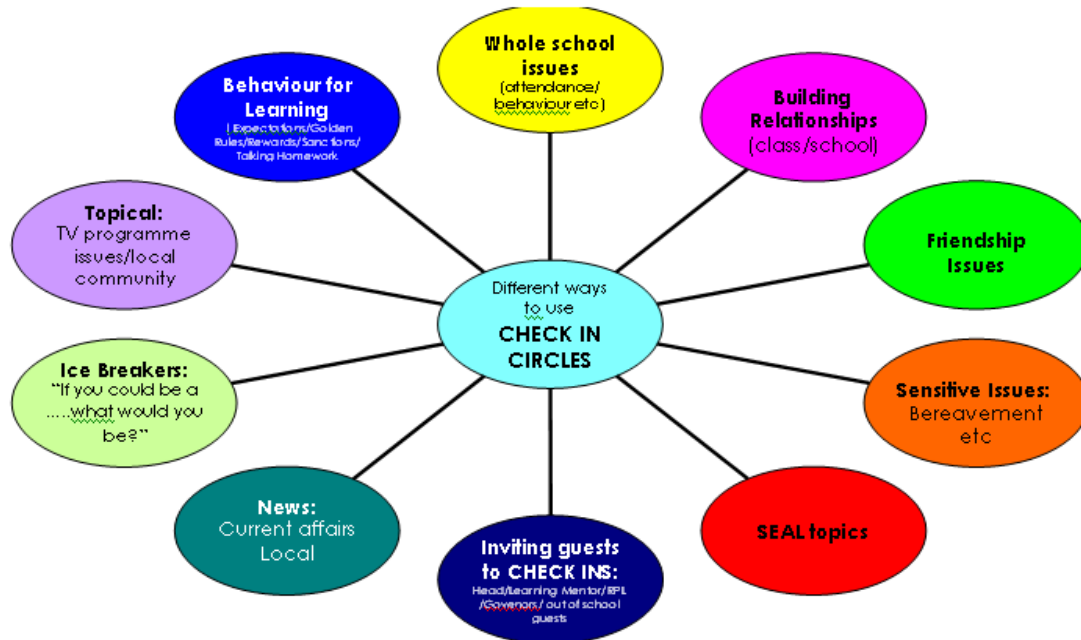 Whole school
issues
(attendance/
behaviour etc)
Behaviour for
Learning
(Expectations/Golden
Rules/Rewards/Sanctions/
Talking Homework
Building
Relationships
(class/school)
Topical:
TV programme
issues/local
community
Friendship
Issues
Different ways
to use
CHECK IN
CIRCLES
Ice Breakers:
"If you could be a
.....what would you
be?"
Sensitive Issues:
Bereavement
etc
News:
Current affairs
Local
SEAL topics
Inviting guests
to CHECK INS:
Head/Learning Mentor/RPL
/Govenors/ out of school
guests